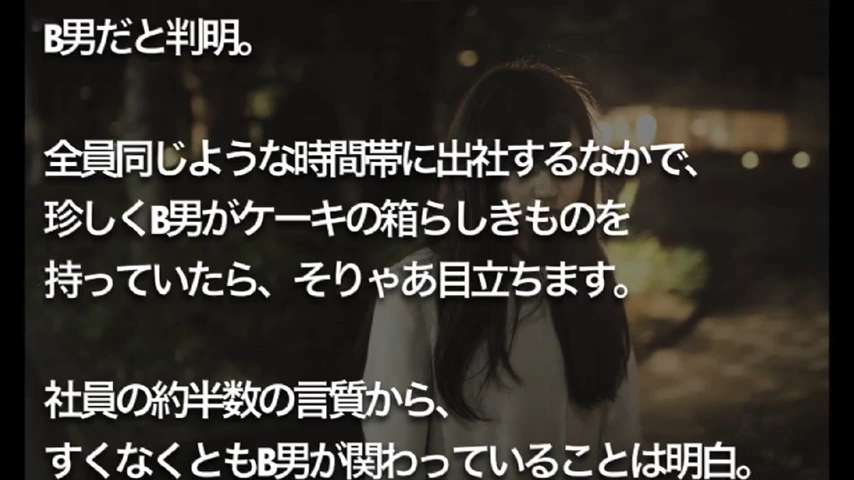 B男だと判明。
全員同じような時間帯に出社するなかで、
珍しくB男がケーキの箱らしきものを
持っていたら、そりゃあ目立ちます。
社員の約半数の言質から、
すくなくともB男が関わっていることは明白。